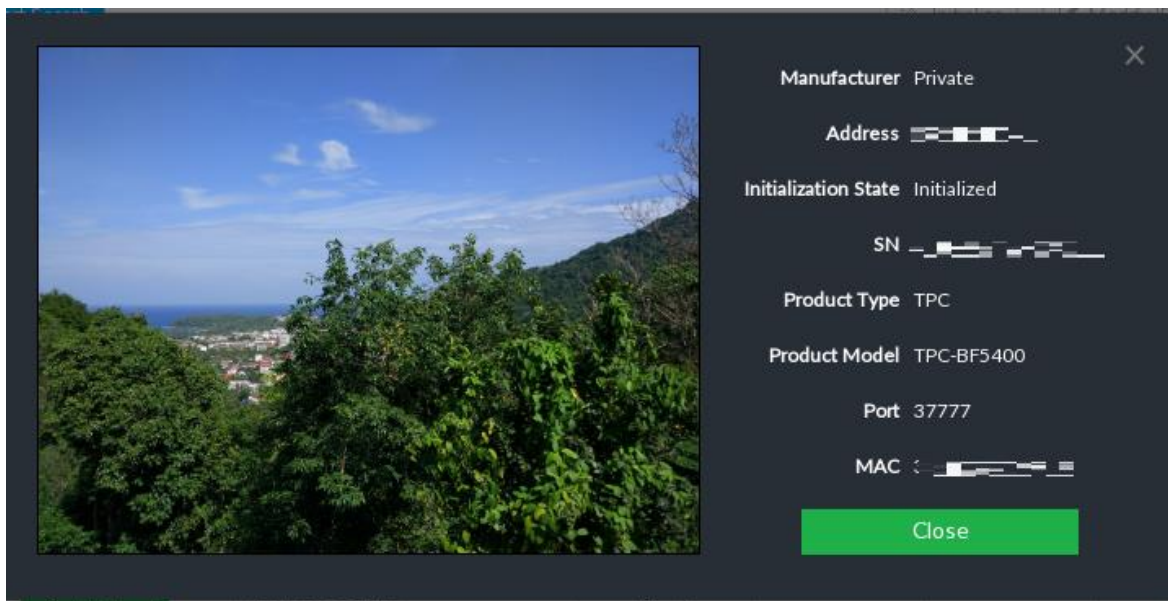 Manufacturer Private
Address
Initialization State Initialized
SN
Product Type TPC
Product Model TPC-BF5400
Port 37777
MAC
Close